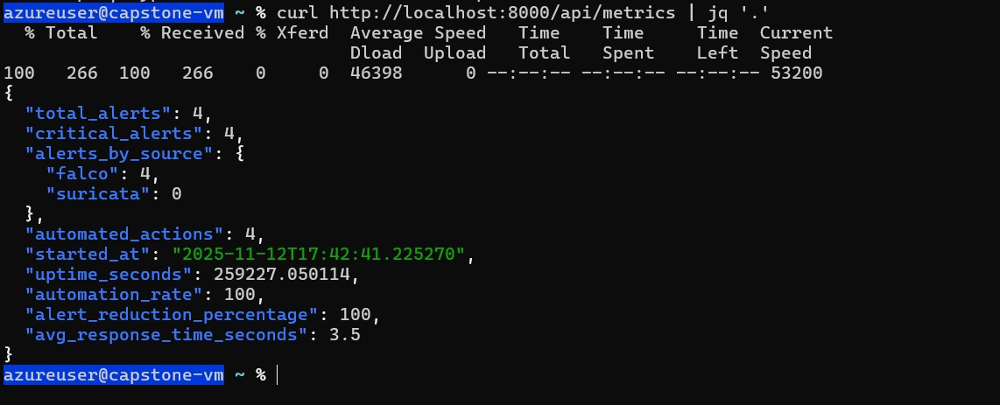 azureuser@capstone-vm ~ % curl http://localhost:8000/api/metrics | jq '.'
  % Total    % Received % Xferd  Average Speed   Time    Time     Time  Current
                                 Dload  Upload   Total   Spent    Left  Speed
100   266  100   266    0     0  46398      0 --:--:-- --:--:-- --:--:-- 53200
{
  "total_alerts": 4,
  "critical_alerts": 4,
  "alerts_by_source": {
    "falco": 4,
    "suricata": 0
  },
  "automated_actions": 4,
  "started_at": "2025-11-12T17:42:41.225270",
  "uptime_seconds": 259227.050114,
  "automation_rate": 100,
  "alert_reduction_percentage": 100,
  "avg_response_time_seconds": 3.5
}
azureuser@capstone-vm ~ %